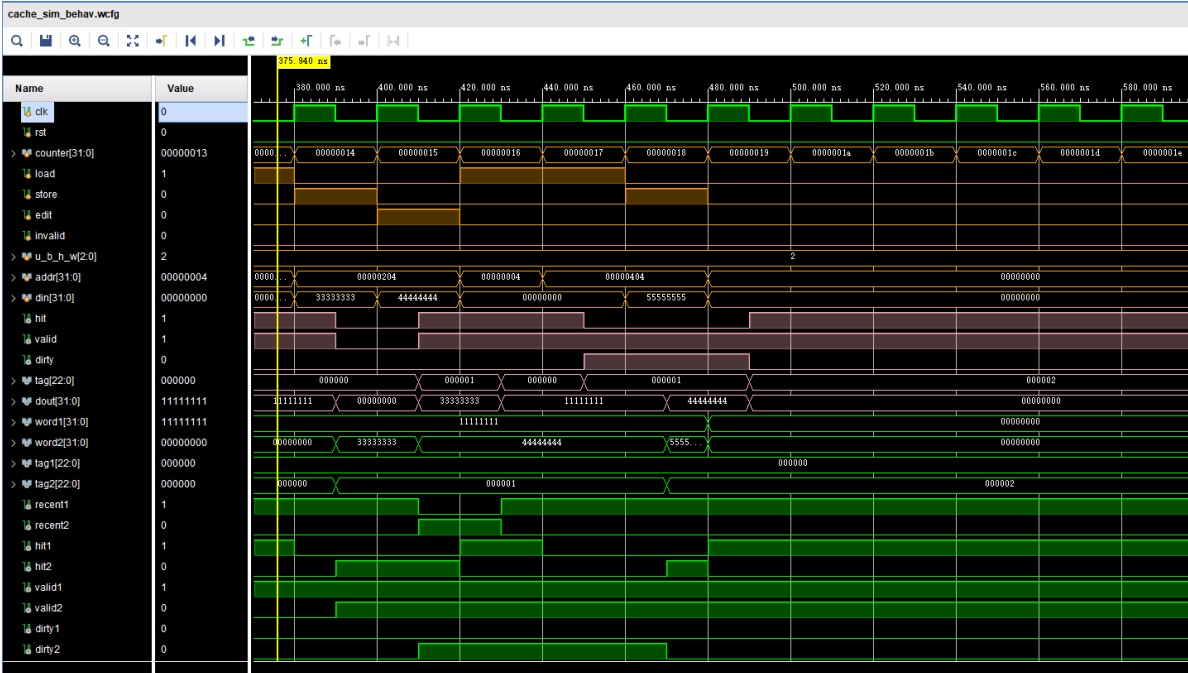 cache_sim_behav.wcfg
375.940 ns
Name Value 380.000 ns 400.000 ns 420.000 ns 440.000 ns 460.000 ns 480.000 ns 500.000 ns 520.000 ns 540.000 ns 560.000 ns 580.000 ns
clk 0
rst 0
counter[31:0] 00000013 0000... 00000014 00000015 00000016 00000017 00000018 00000019 0000001a 0000001b 0000001c 0000001d 0000001e
load 1
store 0
edit 0
invalid 0
u_b_h_w[2:0] 2 2
addr[31:0] 00000004 0000... 00000204 00000004 00000404 00000000
din[31:0] 00000000 0000... 33333333 44444444 00000000 55555555 00000000
hit 1
valid 1
dirty 0
tag[22:0] 000000 000000 000001 000000 000001 000002
dout[31:0] 11111111 11111111 00000000 33333333 11111111 44444444 00000000
word1[31:0] 11111111 11111111 00000000
word2[31:0] 00000000 00000000 33333333 44444444 5555... 00000000
tag1[22:0] 000000 000000
tag2[22:0] 000000 000000 000001 000002
recent1 1
recent2 0
hit1 1
hit2 0
valid1 1
valid2 0
dirty1 0
dirty2 0